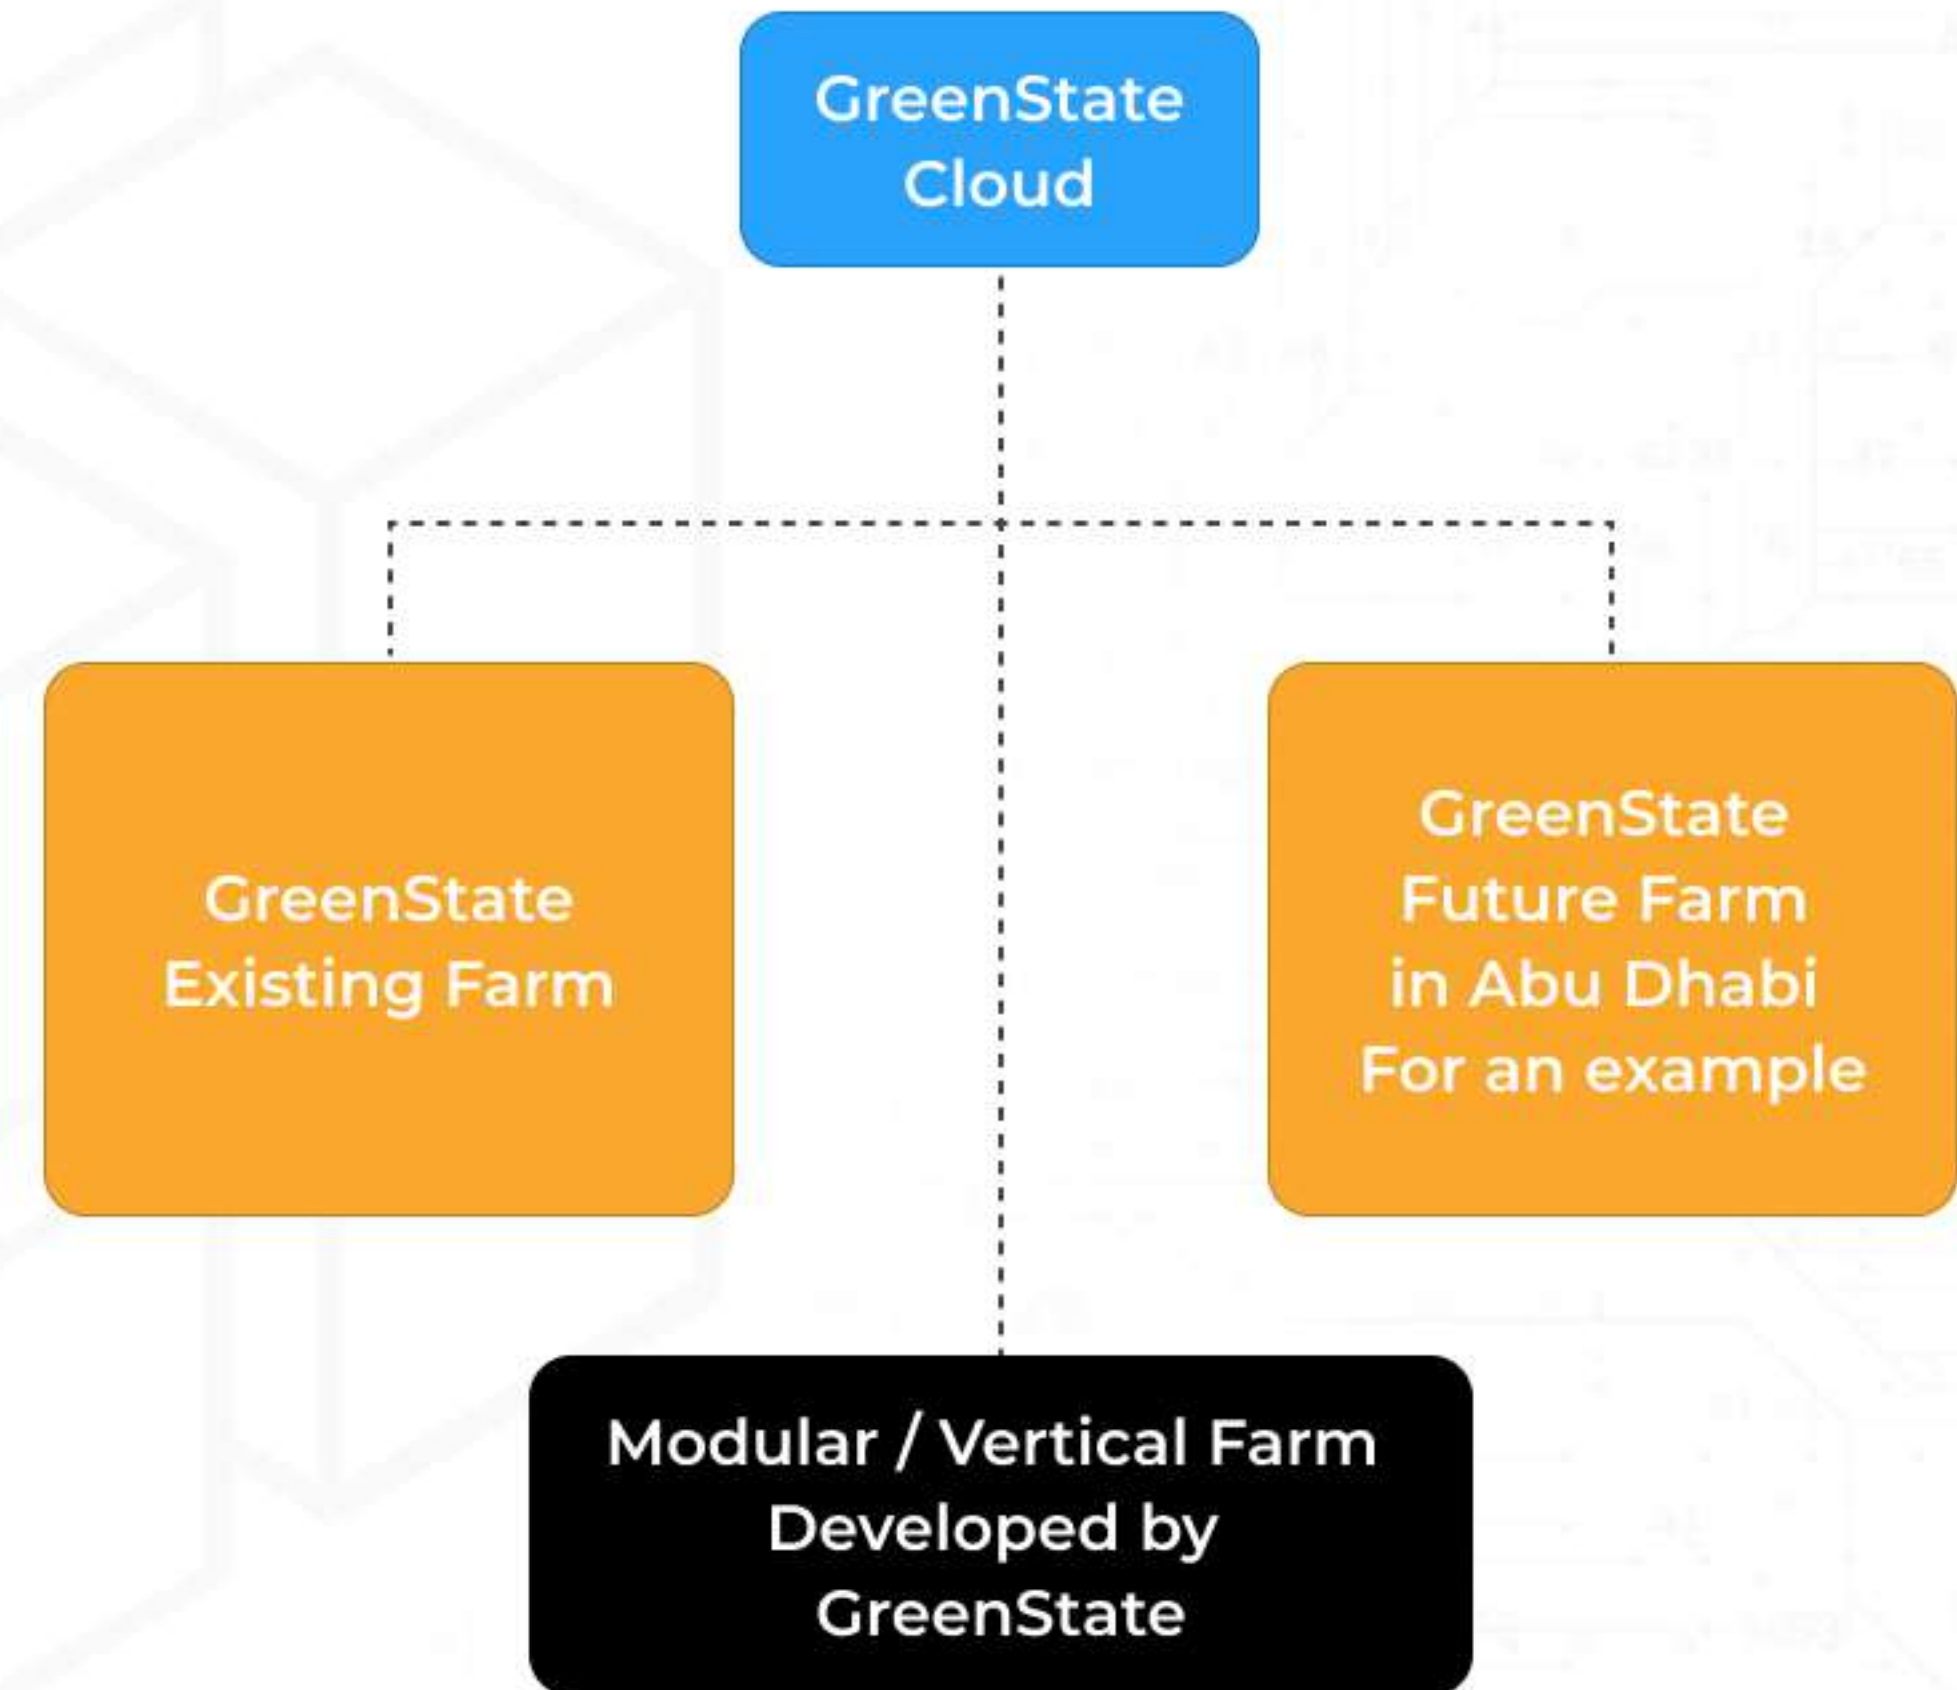 GreenState
Cloud
GreenState
Existing Farm
GreenState
Future Farm
in Abu Dhabi
For an example
Modular / Vertical Farm
Developed by
GreenState